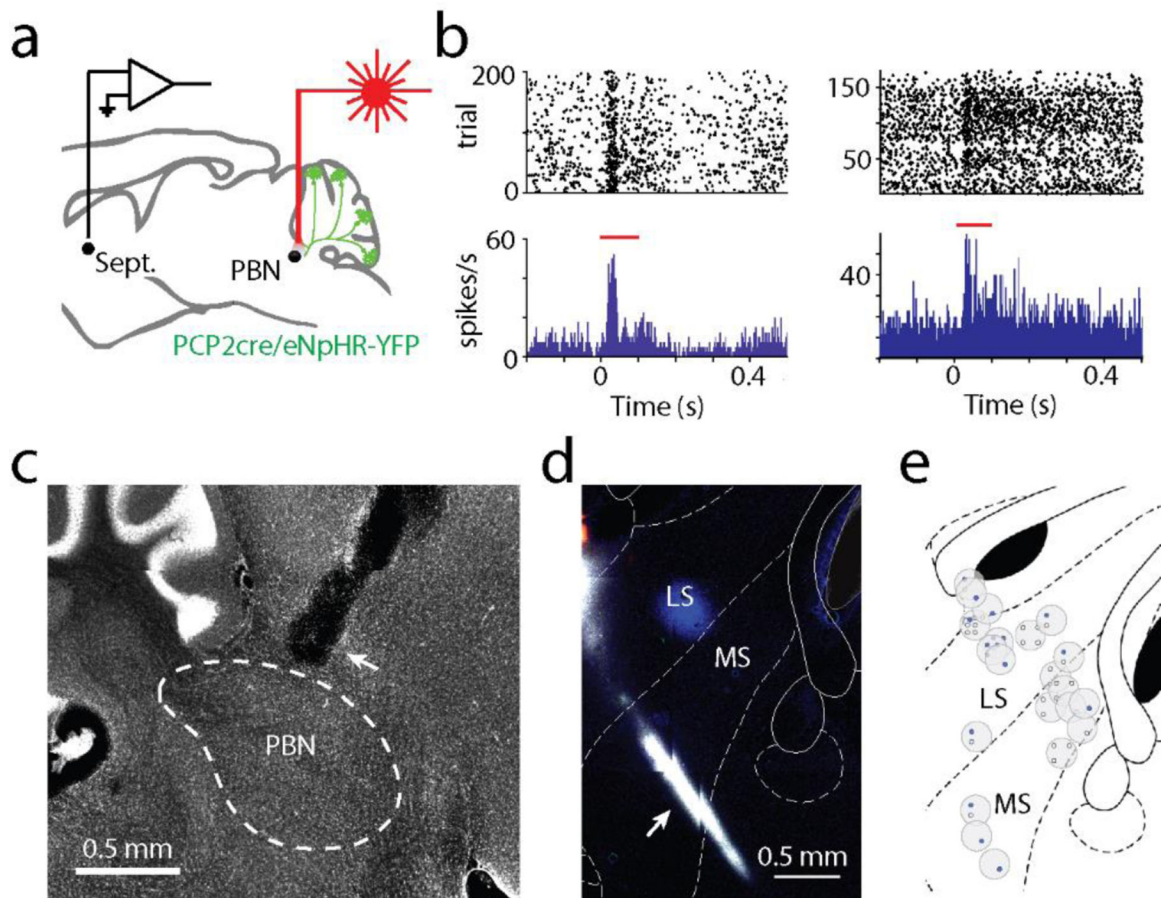 a
Sept.
PBN
PCP2cre/eNpHR-YFP
b
trial
200
0
150
50
spikes/s
60
0
40
0
0.4
0
0.4
Time (s)
Time (s)
c
PBN
0.5 mm
d
LS
MS
0.5 mm
e
LS
MS